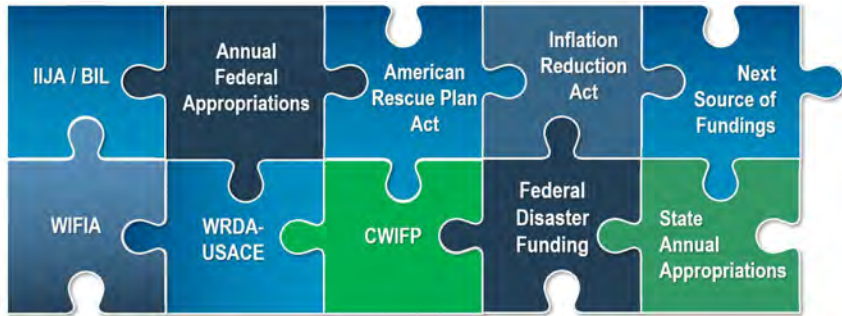 IIJA / BIL
Annual
Federal
Appropriations
American
Rescue Plan
Act
Inflation
Reduction
Act
Next
Source of
Fundings
WIFIA
WRDA-
USACE
CWIFP
Federal
Disaster
Funding
State
Annual
Appropriations